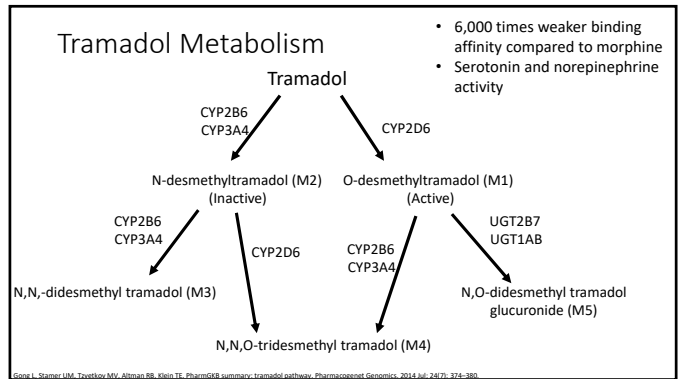 Tramadol Metabolism
• 6,000 times weaker binding
affinity compared to morphine
• Serotonin and norepinephrine
activity
Tramadol
CYP2B6
CYP3A4
CYP2D6
N-desmethyltramadol (M2)
(Inactive)
O-desmethyltramadol (M1)
(Active)
CYP2B6
CYP3A4
CYP2D6
CYP2B6
CYP3A4
UGT2B7
UGT1AB
N,N,-didesmethyl tramadol (M3)
N,O-didesmethyl tramadol
glucuronide (M5)
N,N,O-tridesmethyl tramadol (M4)
Gong L, Stamer UM, Tzvetkov MV, Altman RB, Klein TE. PharmGKB summary: tramadol pathway. Pharmacogenet Genomics. 2014 Jul; 24(7): 374–380.